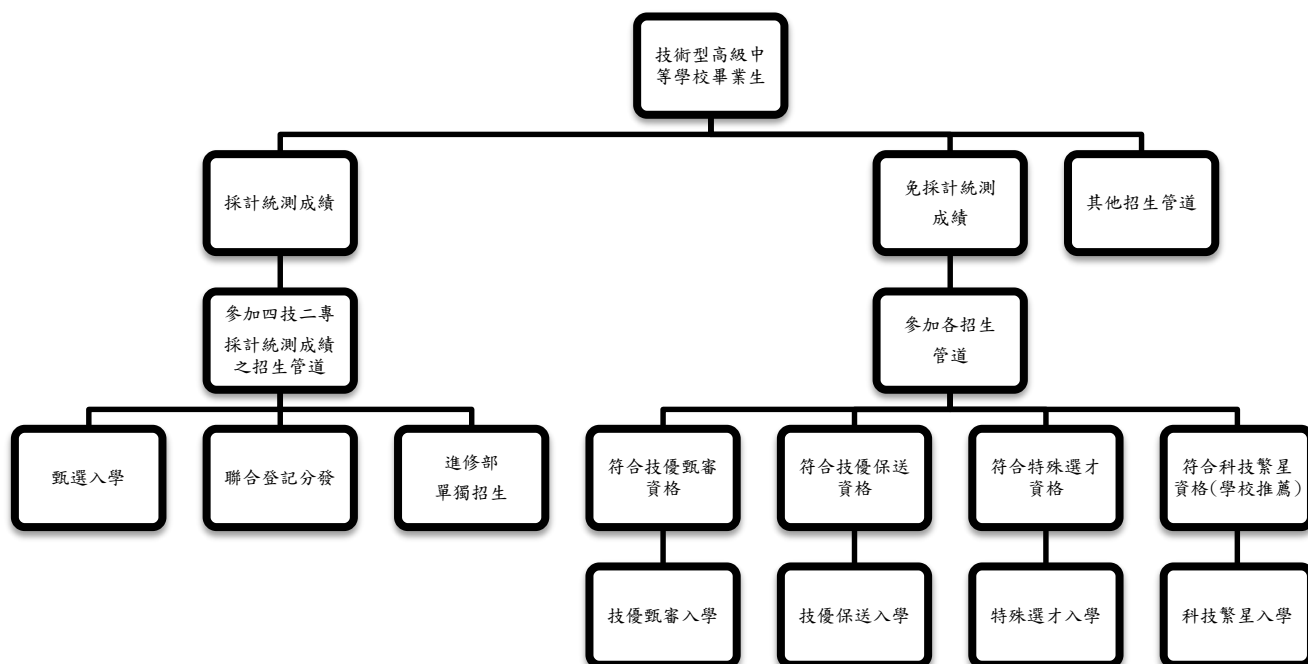 技術型高級中
等學校畢業生
採計統測成績
免採計統測
成績
其他招生管道
參加四技二專
採計統測成績
之招生管道
參加各招生
管道
甄選入學
聯合登記分發
進修部
單獨招生
符合技優甄審
資格
符合技優保送
資格
符合特殊選才
資格
符合科技繁星
資格(學校推薦)
技優甄審入學
技優保送入學
特殊選才入學
科技繁星入學